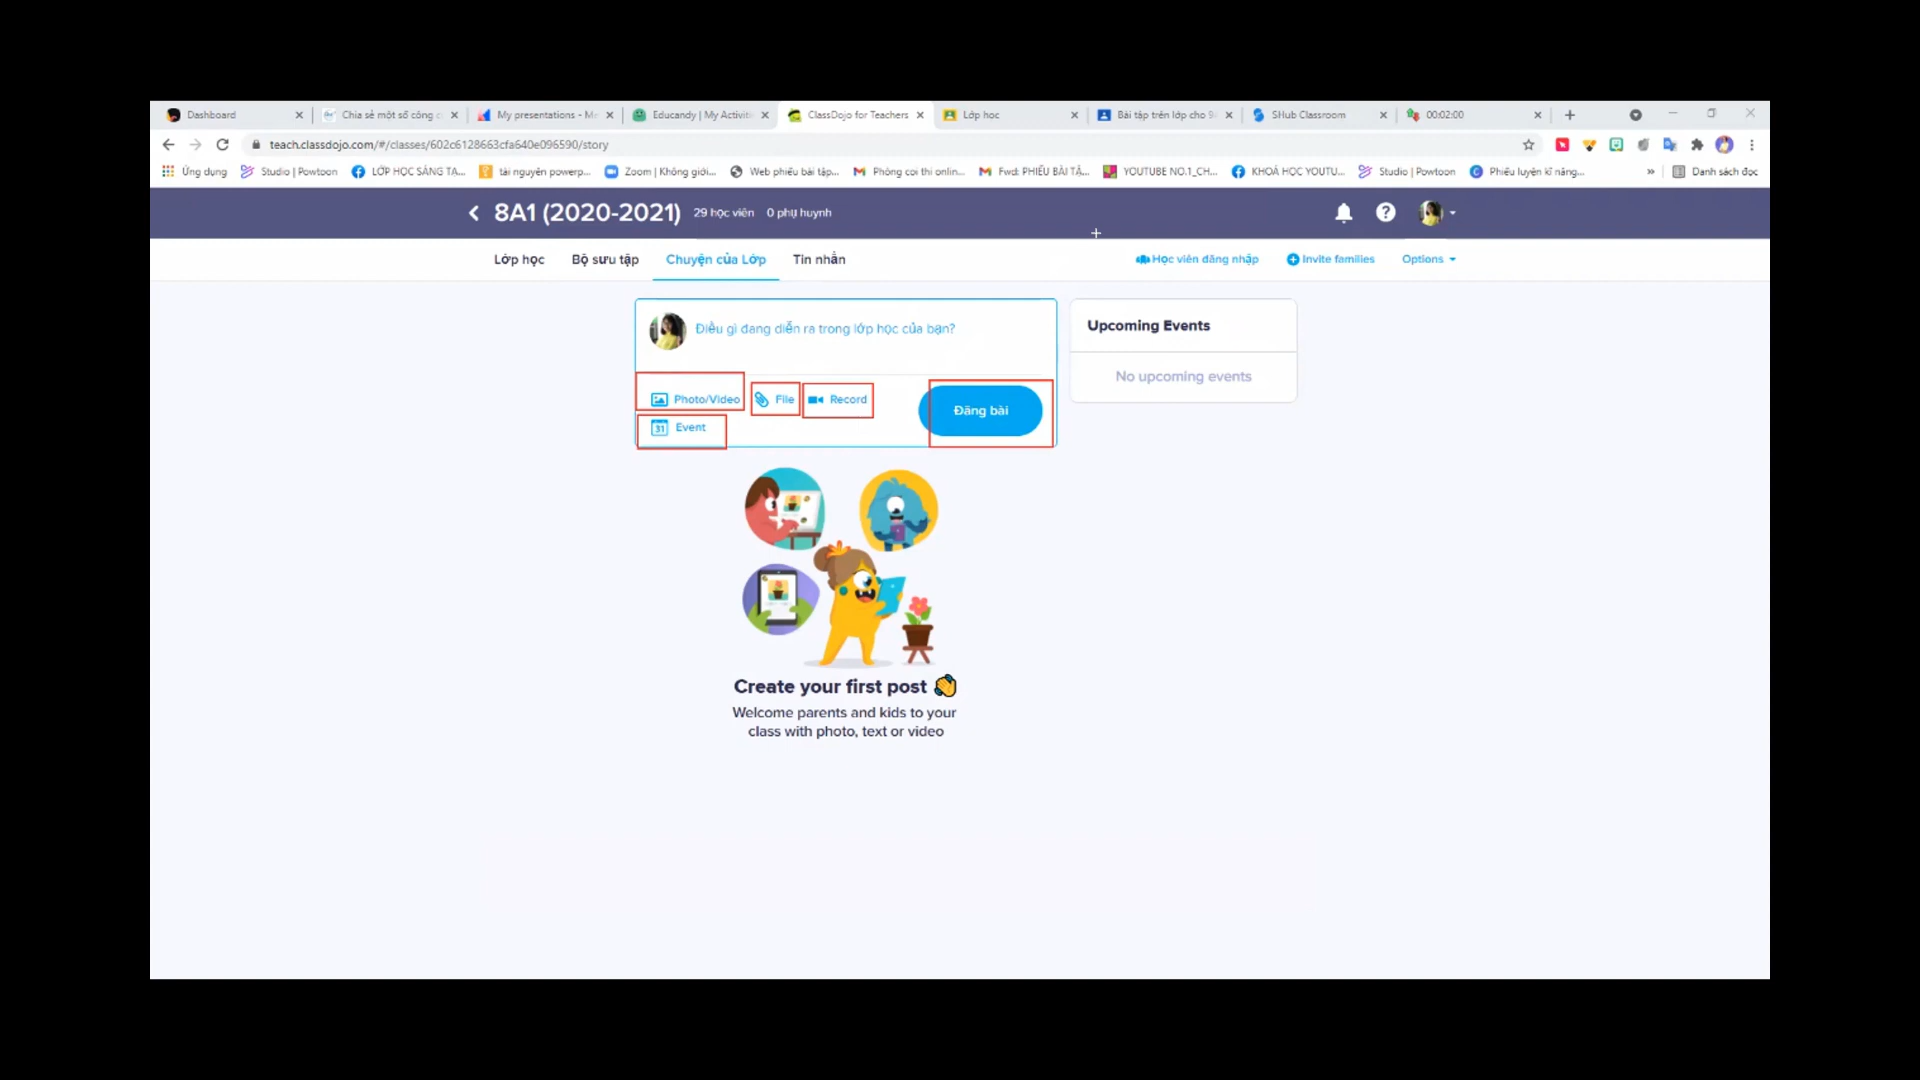 Dashboard
Chia sẻ một số công c
My presentations - Me
Educandy | My Activiti
ClassDojo for Teachers
Lớp học
Bài tập trên lớp cho 9
SHub Classroom
00:02:00
teach.classdojo.com/#/classes/602c6128663cfa640e096590/story
Ứng dụng
Studio | Powtoon
LỚP HỌC SÁNG TẠ...
tài nguyên powerp...
Zoom | Không giới...
Web phiếu bài tập...
Phòng coi thi onlin...
Fwd: PHIẾU BÀI TẬ...
YOUTUBE NO.1_CH...
KHOÁ HỌC YOUTU...
Studio | Powtoon
Phiếu luyện kĩ năng...
»
Danh sách đọc
8A1 (2020-2021) 29 học viên 0 phụ huynh
Lớp học Bộ sưu tập Chuyện của Lớp Tin nhắn
Học viên đăng nhập Invite families Options
Điều gì đang diễn ra trong lớp học của bạn?
Photo/Video File Record
31 Event
Đăng bài
Upcoming Events
No upcoming events
Create your first post
Welcome parents and kids to your
class with photo, text or video